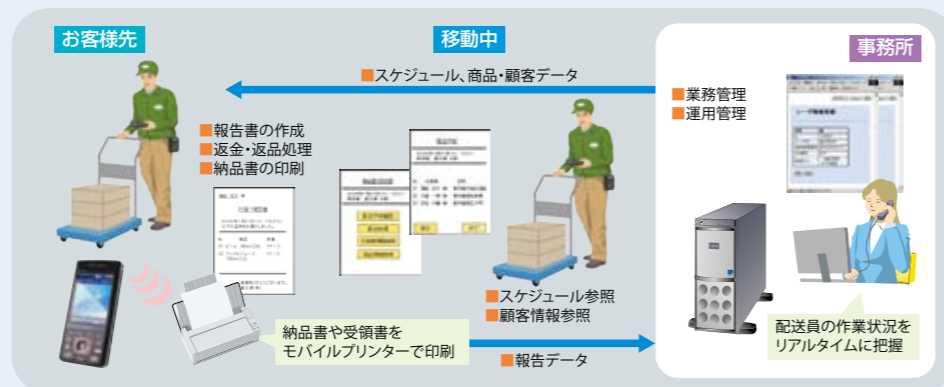 お客様先
移動中
事務所
■スケジュール、商品・顧客データ
■業務管理
■運用管理
■報告書の作成
■返金・返品処理
■納品書の印刷
■スケジュール参照
■顧客情報参照
納品書や受領書を
モバイルプリンターで印刷
■報告データ
配送員の作業状況を
リアルタイムに把握